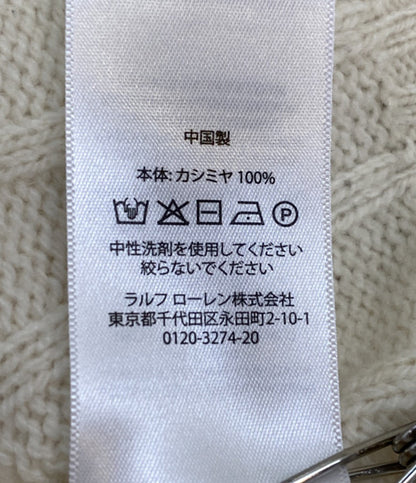 中国製
本体: カシミヤ 100%
P
中性洗剤を使用してください
絞らないでください
ラルフ ローレン株式会社
東京都千代田区永田町2-10-1
0120-3274-20